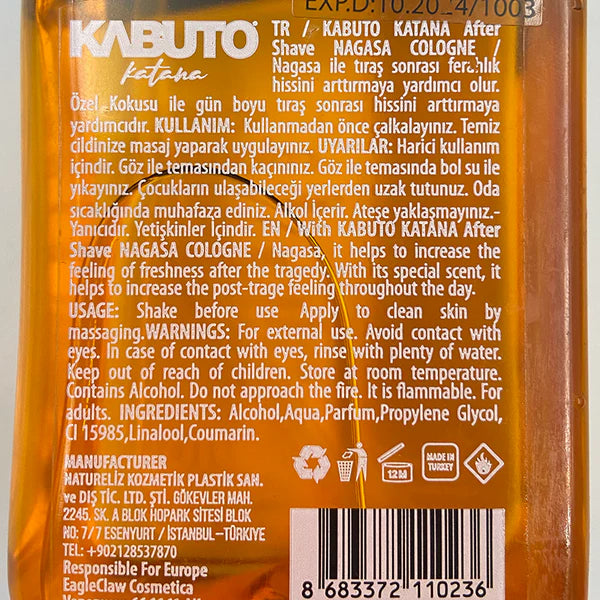 EXP.D:10.20 4/1003
KABUTO®
katana
TR / KABUTO KATANA After
Shave NAGASA COLOGNE /
Nagasa ile tıraş sonrası ferahlık
hissini arttırmaya yardımcı olur.
Özel Kokusu ile gün boyu tıraş sonrası hissini arttırmaya
yardımcıdır. KULLANIM: Kullanmadan önce çalkalayınız. Temiz
cildinize masaj yaparak uygulayınız. UYARILAR: Harici kullanım
içindir. Göz ile temasından kaçınınız. Göz ile temasında bol su ile
yıkayınız. Çocukların ulaşabileceği yerlerden uzak tutunuz. Oda
sıcaklığında muhafaza ediniz. Alkol İçerir. Ateşe yaklaşmayınız.-
Yanıcıdır. Yetişkinler İçindir. EN / With KABUTO KATANA After
Shave NAGASA COLOGNE / Nagasa, it helps to increase the
feeling of freshness after the tragedy. With its special scent, it
helps to increase the post-trage feeling throughout the day.
USAGE: Shake before use Apply to clean skin by
massaging.WARNINGS: For external use. Avoid contact with
eyes. In case of contact with eyes, rinse with plenty of water.
Keep out of reach of children. Store at room temperature.
Contains Alcohol. Do not approach the fire. It is flammable. For
adults. INGREDIENTS: Alcohol,Aqua,Parfum,Propylene Glycol,
CI 15985,Linalool,Coumarin.
12 M
MADE IN
TURKEY
MANUFACTURER
NATURELİZ KOZMETİK PLASTİK SAN.
ve DIŞ TİC. LTD. ŞTİ. GÖKEVLER MAH.
2245. SK. A BLOK HOPARK SİTESİ BLOK
NO: 7/7 ESENYURT / İSTANBUL–TÜRKIYE
TEL: +902128537870
Responsible For Europe
EagleClaw Cosmetica
8 683372 110236